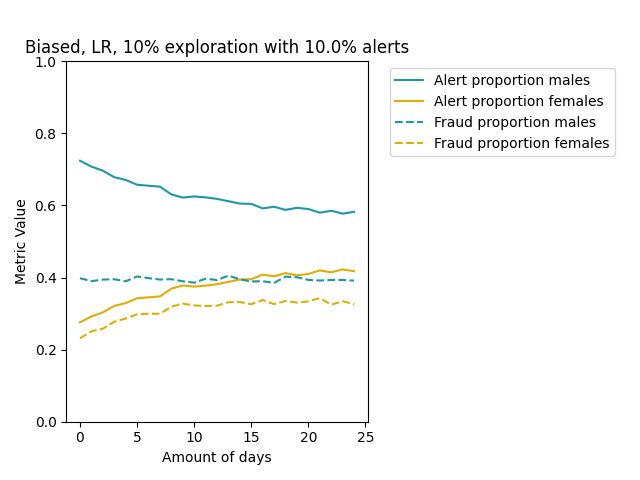 Biased, LR, 10% exploration with 10.0% alerts
Alert proportion males
Alert proportion females
Fraud proportion males
Fraud proportion females
1.0
0.8
0.6
0.4
0.2
0.0
Metric Value
0 5 10 15 20 25
Amount of days